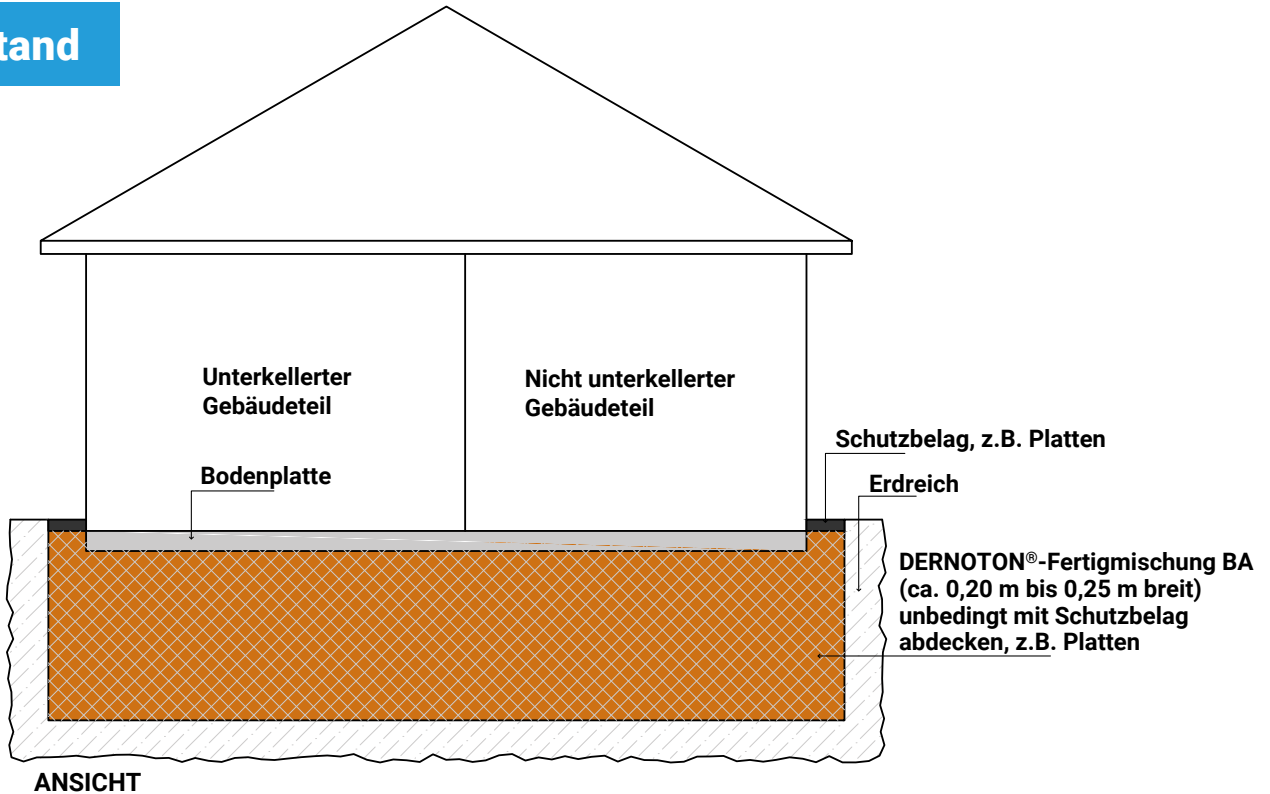 tand
Unterkellerter
Gebäudeteil
Nicht unterkellerter
Gebäudeteil
Schutzbelag, z.B. Platten
Bodenplatte
Erdreich
DERNOTON®-Fertigmischung BA
(ca. 0,20 m bis 0,25 m breit)
unbedingt mit Schutzbelag
abdecken, z.B. Platten
ANSICHT